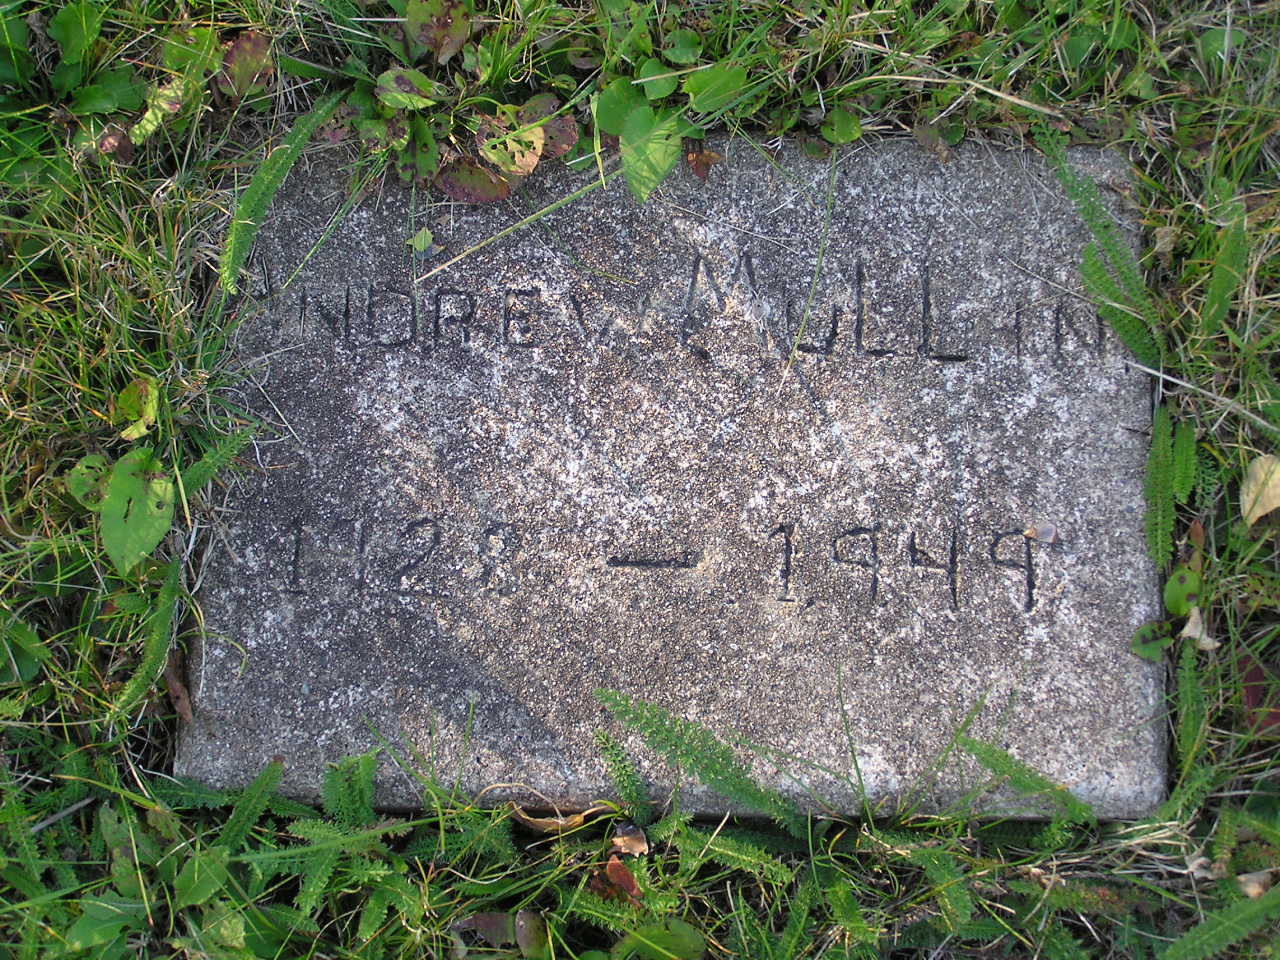 ANDREW MULLIN
— 1949